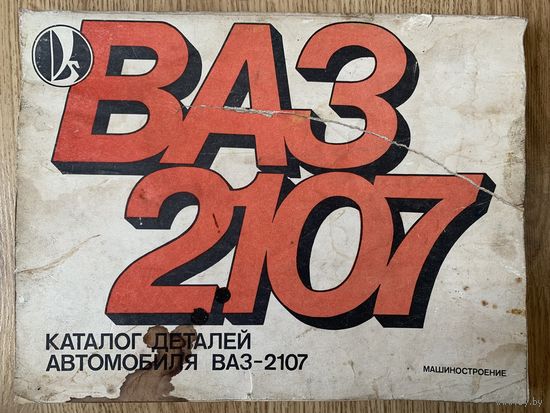 ВАЗ
2107
КАТАЛОГ ДЕТАЛЕЙ
АВТОМОБИЛЯ ВАЗ-2107
МАШИНОСТРОЕНИЕ